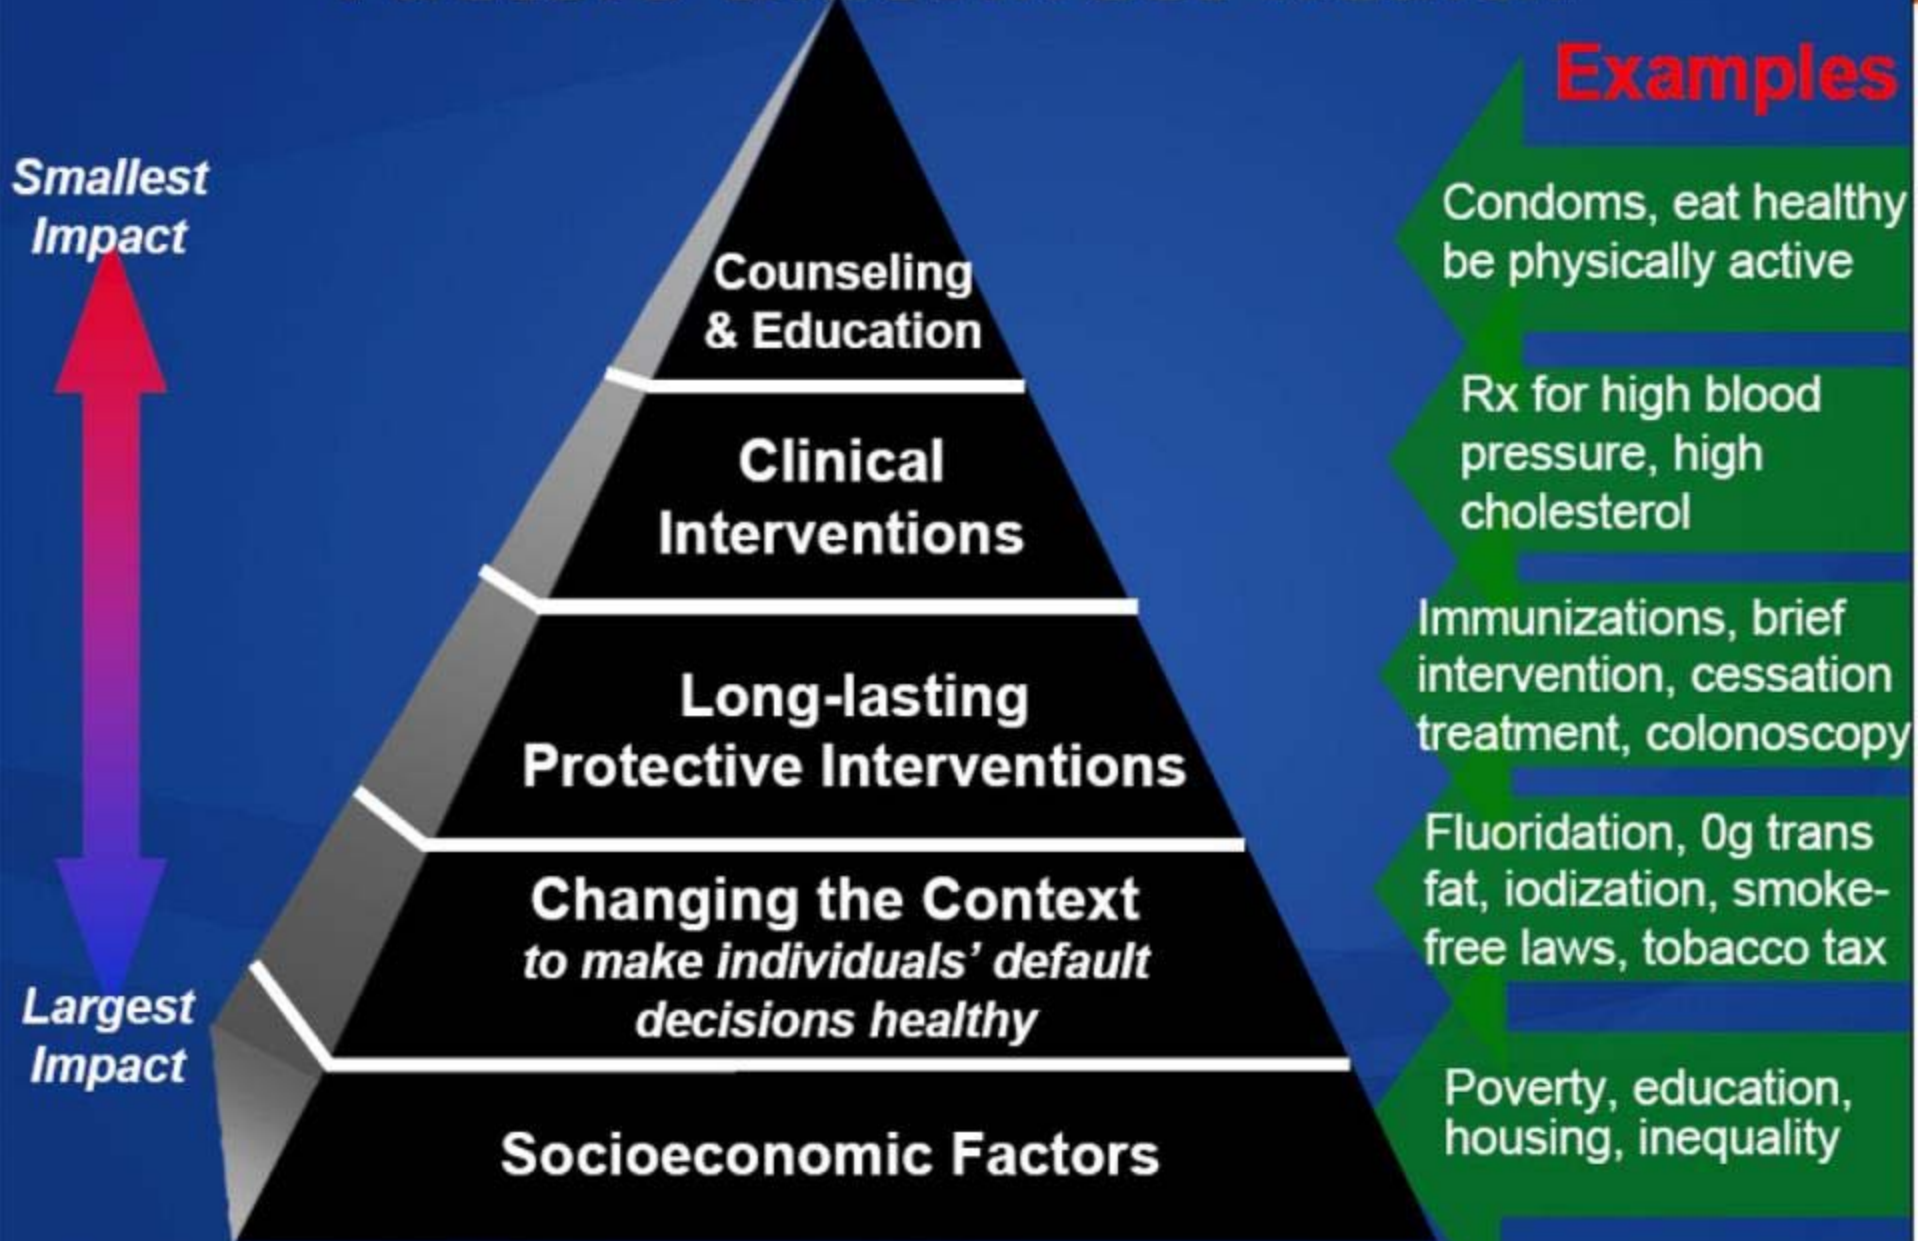 Examples
Smallest
Impact
Counseling
& Education
Condoms, eat healthy
be physically active
Clinical
Interventions
Rx for high blood
pressure, high
cholesterol
Long-lasting
Protective Interventions
Immunizations, brief
intervention, cessation
treatment, colonoscopy
Changing the Context
to make individuals’ default
decisions healthy
Fluoridation, 0g trans
fat, iodization, smoke-
free laws, tobacco tax
Largest
Impact
Socioeconomic Factors
Poverty, education,
housing, inequality